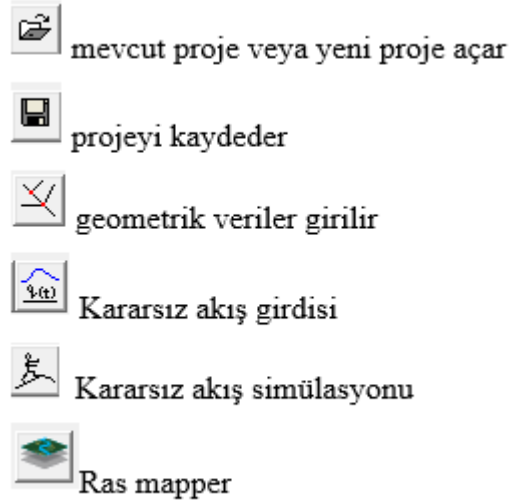 mevcut proje veya yeni proje açar
projeyi kaydeder
geometrik veriler girilir
Kararsız akış girdisi
Kararsız akış simülasyonu
Ras mapper